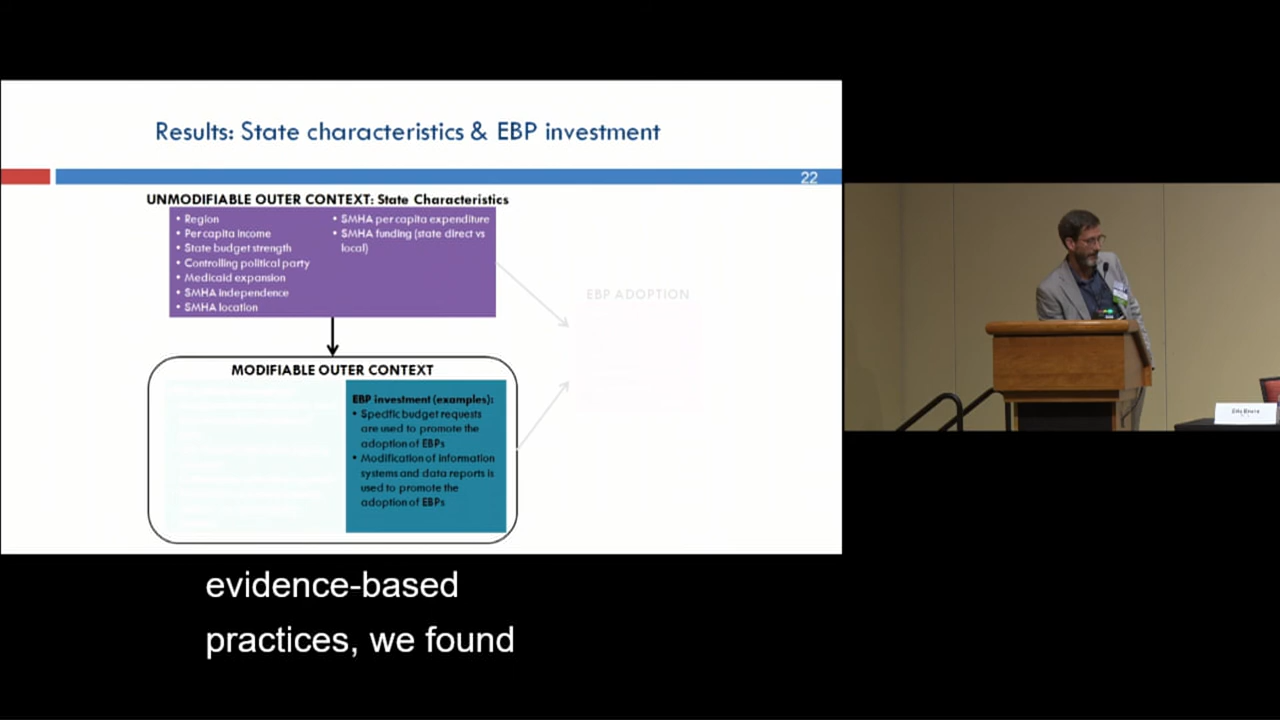 Results: State characteristics & EBP investment
22
UNMODIFIABLE OUTER CONTEXT: State Characteristics
• Region
• Per capita income
• State budget strength
• Controlling political party
• Medicaid expansion
• SMHA independence
• SMHA location
• SMHA per capita expenditure
• SMHA funding (state direct vs
local)
EBP ADOPTION
MODIFIABLE OUTER CONTEXT
EBP investment (examples):
• Specific budget requests
are used to promote the
adoption of EBPs
• Modification of information
systems and data reports is
used to promote the
adoption of EBPs
evidence-based
practices, we found